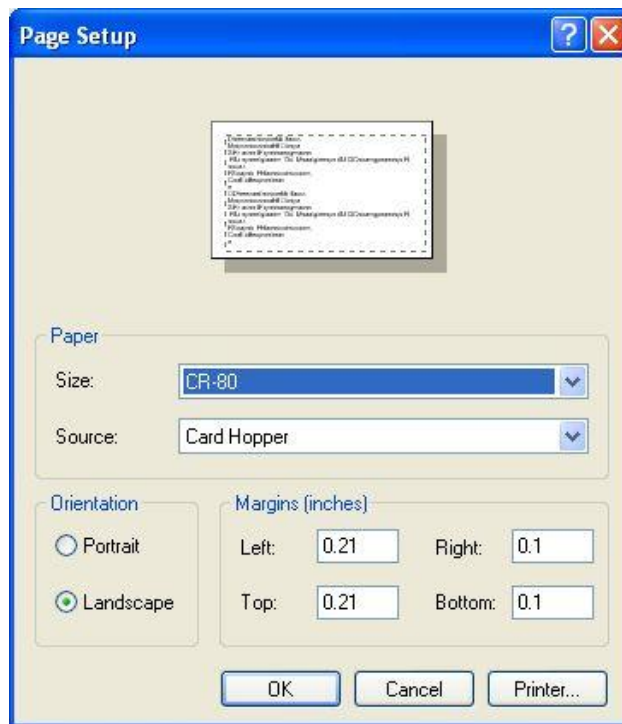 Page Setup
Paper
Size: CR-80
Source: Card Hopper
Orientation
Portrait
Landscape
Margins (inches)
Left: 0.21 Right: 0.1
Top: 0.21 Bottom: 0.1
OK Cancel Printer...